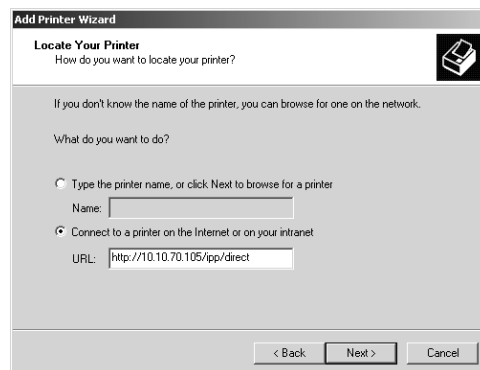 Add Printer Wizard
Locate Your Printer
How do you want to locate your printer?
If you don't know the name of the printer, you can browse for one on the network.
What do you want to do?
Type the printer name, or click Next to browse for a printer
Name:
Connect to a printer on the Internet or on your intranet
URL: http://10.10.70.105/ipp/direct
< Back Next > Cancel